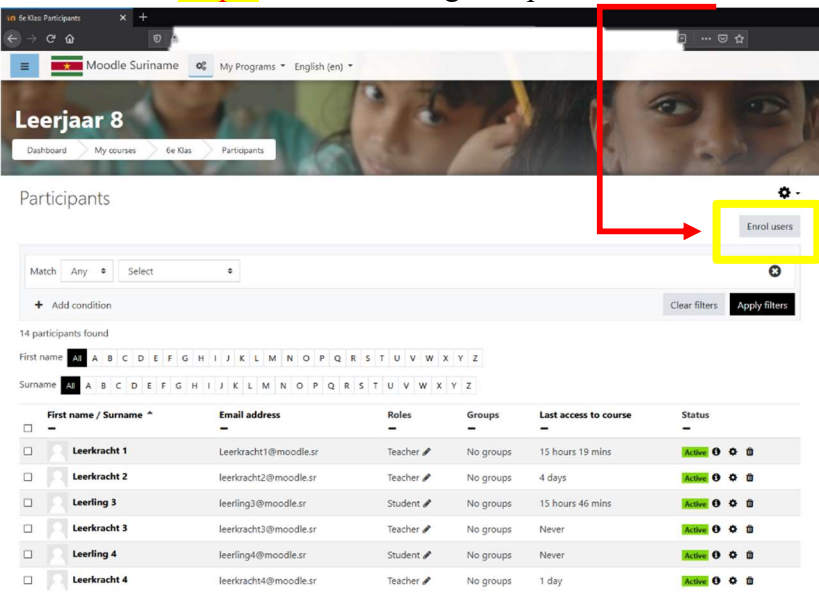 6e Klas: Participants
Moodle Suriname My Programs English (en)
Leerjaar 8
Dashboard My courses 6e Klas Participants
Participants
Enrol users
Match Any Select
Add condition Clear filters Apply filters
14 participants found
First name All A B C D E F G H I J K L M N O P Q R S T U V W X Y Z
Surname All A B C D E F G H I J K L M N O P Q R S T U V W X Y Z
First name / Surname Email address Roles Groups Last access to course Status
Leerkracht 1 Leerkracht1@moodle.sr Teacher No groups 15 hours 19 mins Active
Leerkracht 2 leerkracht2@moodle.sr Teacher No groups 4 days Active
Leerling 3 leerling3@moodle.sr Student No groups 15 hours 46 mins Active
Leerkracht 3 leerkracht3@moodle.sr Teacher No groups Never Active
Leerling 4 leerling4@moodle.sr Student No groups Never Active
Leerkracht 4 leerkracht4@moodle.sr Teacher No groups 1 day Active